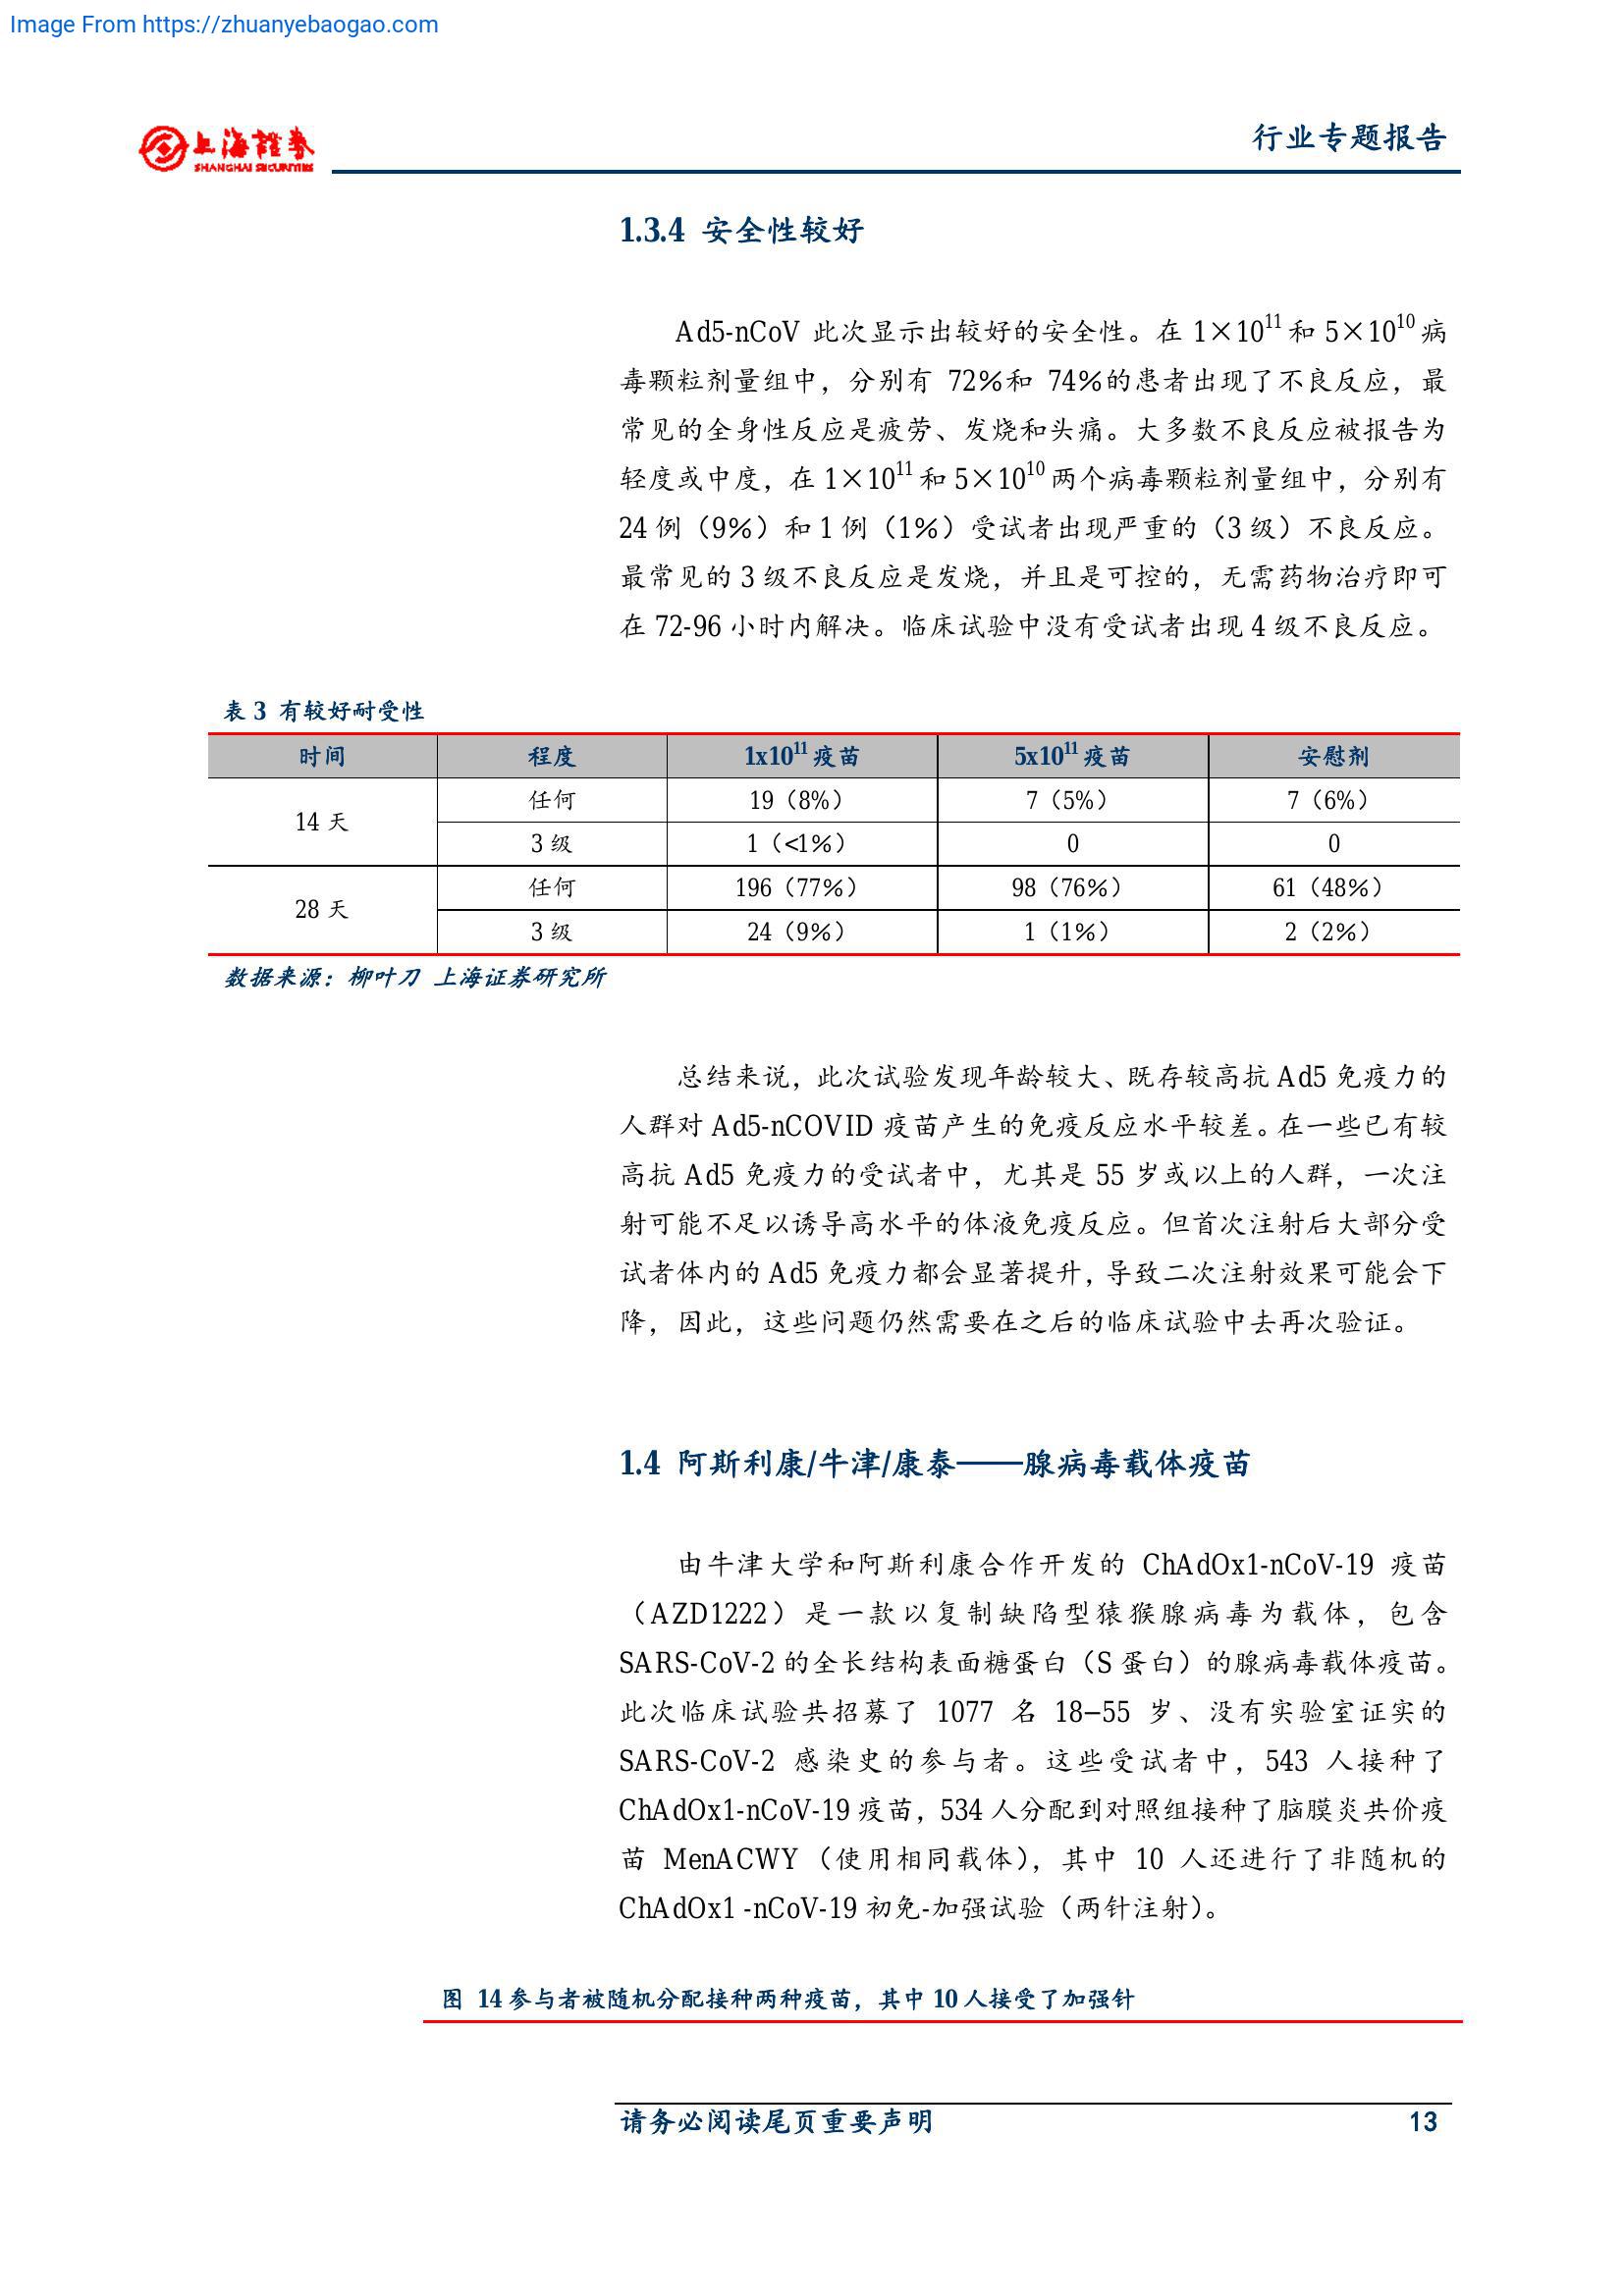 Image From https://zhuanyebaogao.com
上海證券
SHANGHAI SECURITIES
行业专题报告
1.3.4 安全性较好
Ad5-nCoV 此次显示出较好的安全性。在 1×10¹¹ 和 5×10¹⁰ 病
毒颗粒剂量组中，分别有 72%和 74%的患者出现了不良反应，最
常见的全身性反应是疲劳、发烧和头痛。大多数不良反应被报告为
轻度或中度，在 1×10¹¹ 和 5×10¹⁰ 两个病毒颗粒剂量组中，分别有
24 例（9%）和 1 例（1%）受试者出现严重的（3 级）不良反应。
最常见的 3 级不良反应是发烧，并且是可控的，无需药物治疗即可
在 72-96 小时内解决。临床试验中没有受试者出现 4 级不良反应。
表 3 有较好耐受性
时间 程度 1x10¹¹ 疫苗 5x10¹¹ 疫苗 安慰剂
14 天 任何 19（8%） 7（5%） 7（6%）
3 级 1（<1%） 0 0
28 天 任何 196（77%） 98（76%） 61（48%）
3 级 24（9%） 1（1%） 2（2%）
数据来源：柳叶刀 上海证券研究所
总结来说，此次试验发现年龄较大、既存较高抗 Ad5 免疫力的
人群对 Ad5-nCOVID 疫苗产生的免疫反应水平较差。在一些已有较
高抗 Ad5 免疫力的受试者中，尤其是 55 岁或以上的人群，一次注
射可能不足以诱导高水平的体液免疫反应。但首次注射后大部分受
试者体内的 Ad5 免疫力都会显著提升，导致二次注射效果可能会下
降，因此，这些问题仍然需要在之后的临床试验中去再次验证。
1.4 阿斯利康/牛津/康泰——腺病毒载体疫苗
由牛津大学和阿斯利康合作开发的 ChAdOx1-nCoV-19 疫苗
（AZD1222）是一款以复制缺陷型猿猴腺病毒为载体，包含
SARS-CoV-2 的全长结构表面糖蛋白（S 蛋白）的腺病毒载体疫苗。
此次临床试验共招募了 1077 名 18–55 岁、没有实验室证实的
SARS-CoV-2 感染史的参与者。这些受试者中，543 人接种了
ChAdOx1-nCoV-19 疫苗，534 人分配到对照组接种了脑膜炎共价疫
苗 MenACWY（使用相同载体），其中 10 人还进行了非随机的
ChAdOx1 -nCoV-19 初免-加强试验（两针注射）。
图 14 参与者被随机分配接种两种疫苗，其中 10 人接受了加强针
请务必阅读尾页重要声明
13